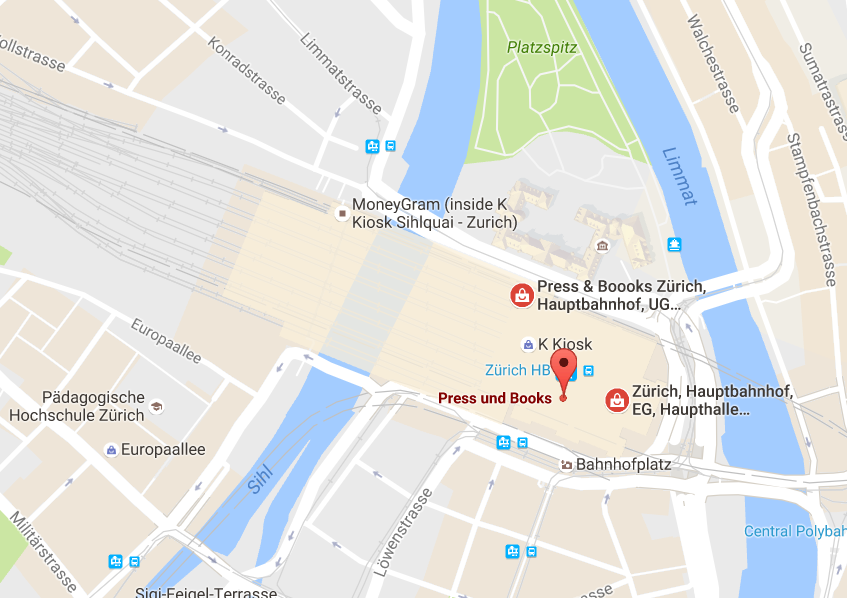 Platzspitz
Walchestrasse
Sumatrastrasse
Limmatstrasse
Konradstrasse
Limmat
Stampfenbachstrasse
MoneyGram (inside K
Kiosk Sihlquai - Zurich)
Press & Boooks Zürich,
Hauptbahnhof, UG...
Europaallee
K Kiosk
Zürich HB
Press und Books
Zürich, Hauptbahnhof,
EG, Haupthalle...
Pädagogische
Hochschule Zürich
Europaallee
Bahnhofplatz
Sihl
Löwenstrasse
Militärstrasse
Central Polybah
Sigi-Feigel-Terrasse